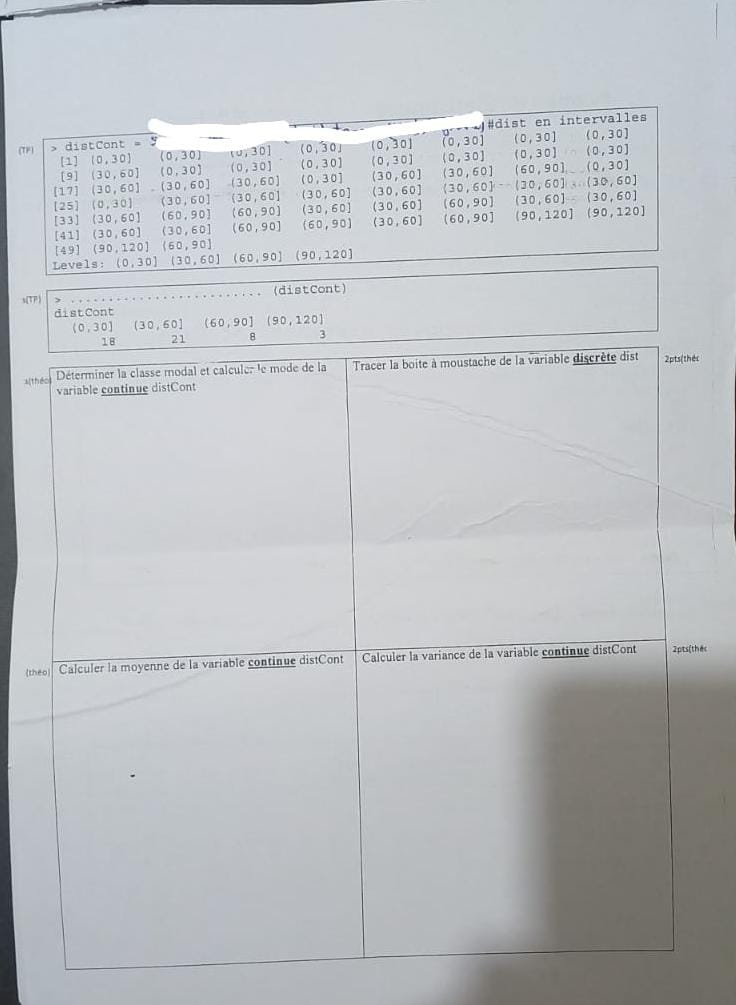 (TP) > distCont = #dist en intervalles
[1] (0,30] (0,30] (0,30] (0,30] (0,30] (0,30] (0,30] (0,30]
[9] (30,60] (0,30] (0,30] (0,30] (0,30] (0,30] (0,30] (0,30]
[17] (30,60] (30,60] (30,60] (0,30] (30,60] (30,60] (60,90] (0,30]
[25] (0,30] (30,60] (30,60] (30,60] (30,60] (30,60] (30,60] (30,60]
[33] (30,60] (60,90] (60,90] (30,60] (30,60] (60,90] (30,60] (30,60]
[41] (30,60] (30,60] (60,90] (60,90] (30,60] (60,90] (90,120] (90,120]
[49] (90,120] (60,90]
Levels: (0,30] (30,60] (60,90] (90,120]
(TP) > .......................... (distCont)
distCont
(0,30] (30,60] (60,90] (90,120]
18 21 8 3
(théo) Déterminer la classe modal et calculer le mode de la
variable continue distCont
Tracer la boite à moustache de la variable discrète dist 2pts(théo
(théo) Calculer la moyenne de la variable continue distCont
Calculer la variance de la variable continue distCont 2pts(théo